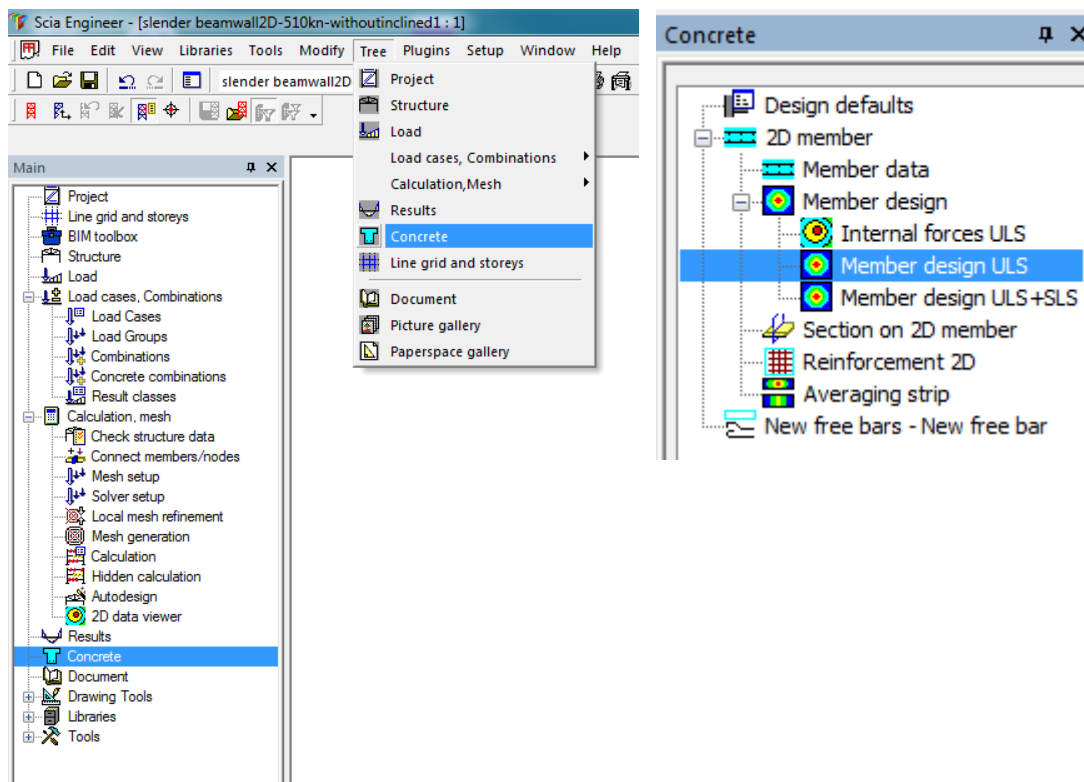 Scia Engineer - [slender beamwall2D-510kn-withoutinclined1 : 1]
File Edit View Libraries Tools Modify Tree Plugins Setup Window Help
slender beamwall2D
Project
Structure
Load
Load cases, Combinations
Calculation,Mesh
Results
Concrete
Line grid and storeys
Document
Picture gallery
Paperspace gallery
Main
Project
Line grid and storeys
BIM toolbox
Structure
Load
Load cases, Combinations
Load Cases
Load Groups
Combinations
Concrete combinations
Result classes
Calculation, mesh
Check structure data
Connect members/nodes
Mesh setup
Solver setup
Local mesh refinement
Mesh generation
Calculation
Hidden calculation
Autodesign
2D data viewer
Results
Concrete
Document
Drawing Tools
Libraries
Tools
Concrete
Design defaults
2D member
Member data
Member design
Internal forces ULS
Member design ULS
Member design ULS+SLS
Section on 2D member
Reinforcement 2D
Averaging strip
New free bars - New free bar